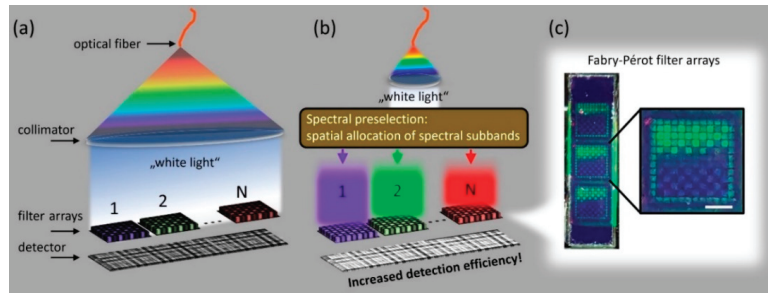 (a)
optical fiber
collimator
„white light“
1
2
N
...
filter arrays
detector
(b)
„white light“
Spectral preselection:
spatial allocation of spectral subbands
1
2
N
...
Increased detection efficiency!
(c)
Fabry-Pérot filter arrays